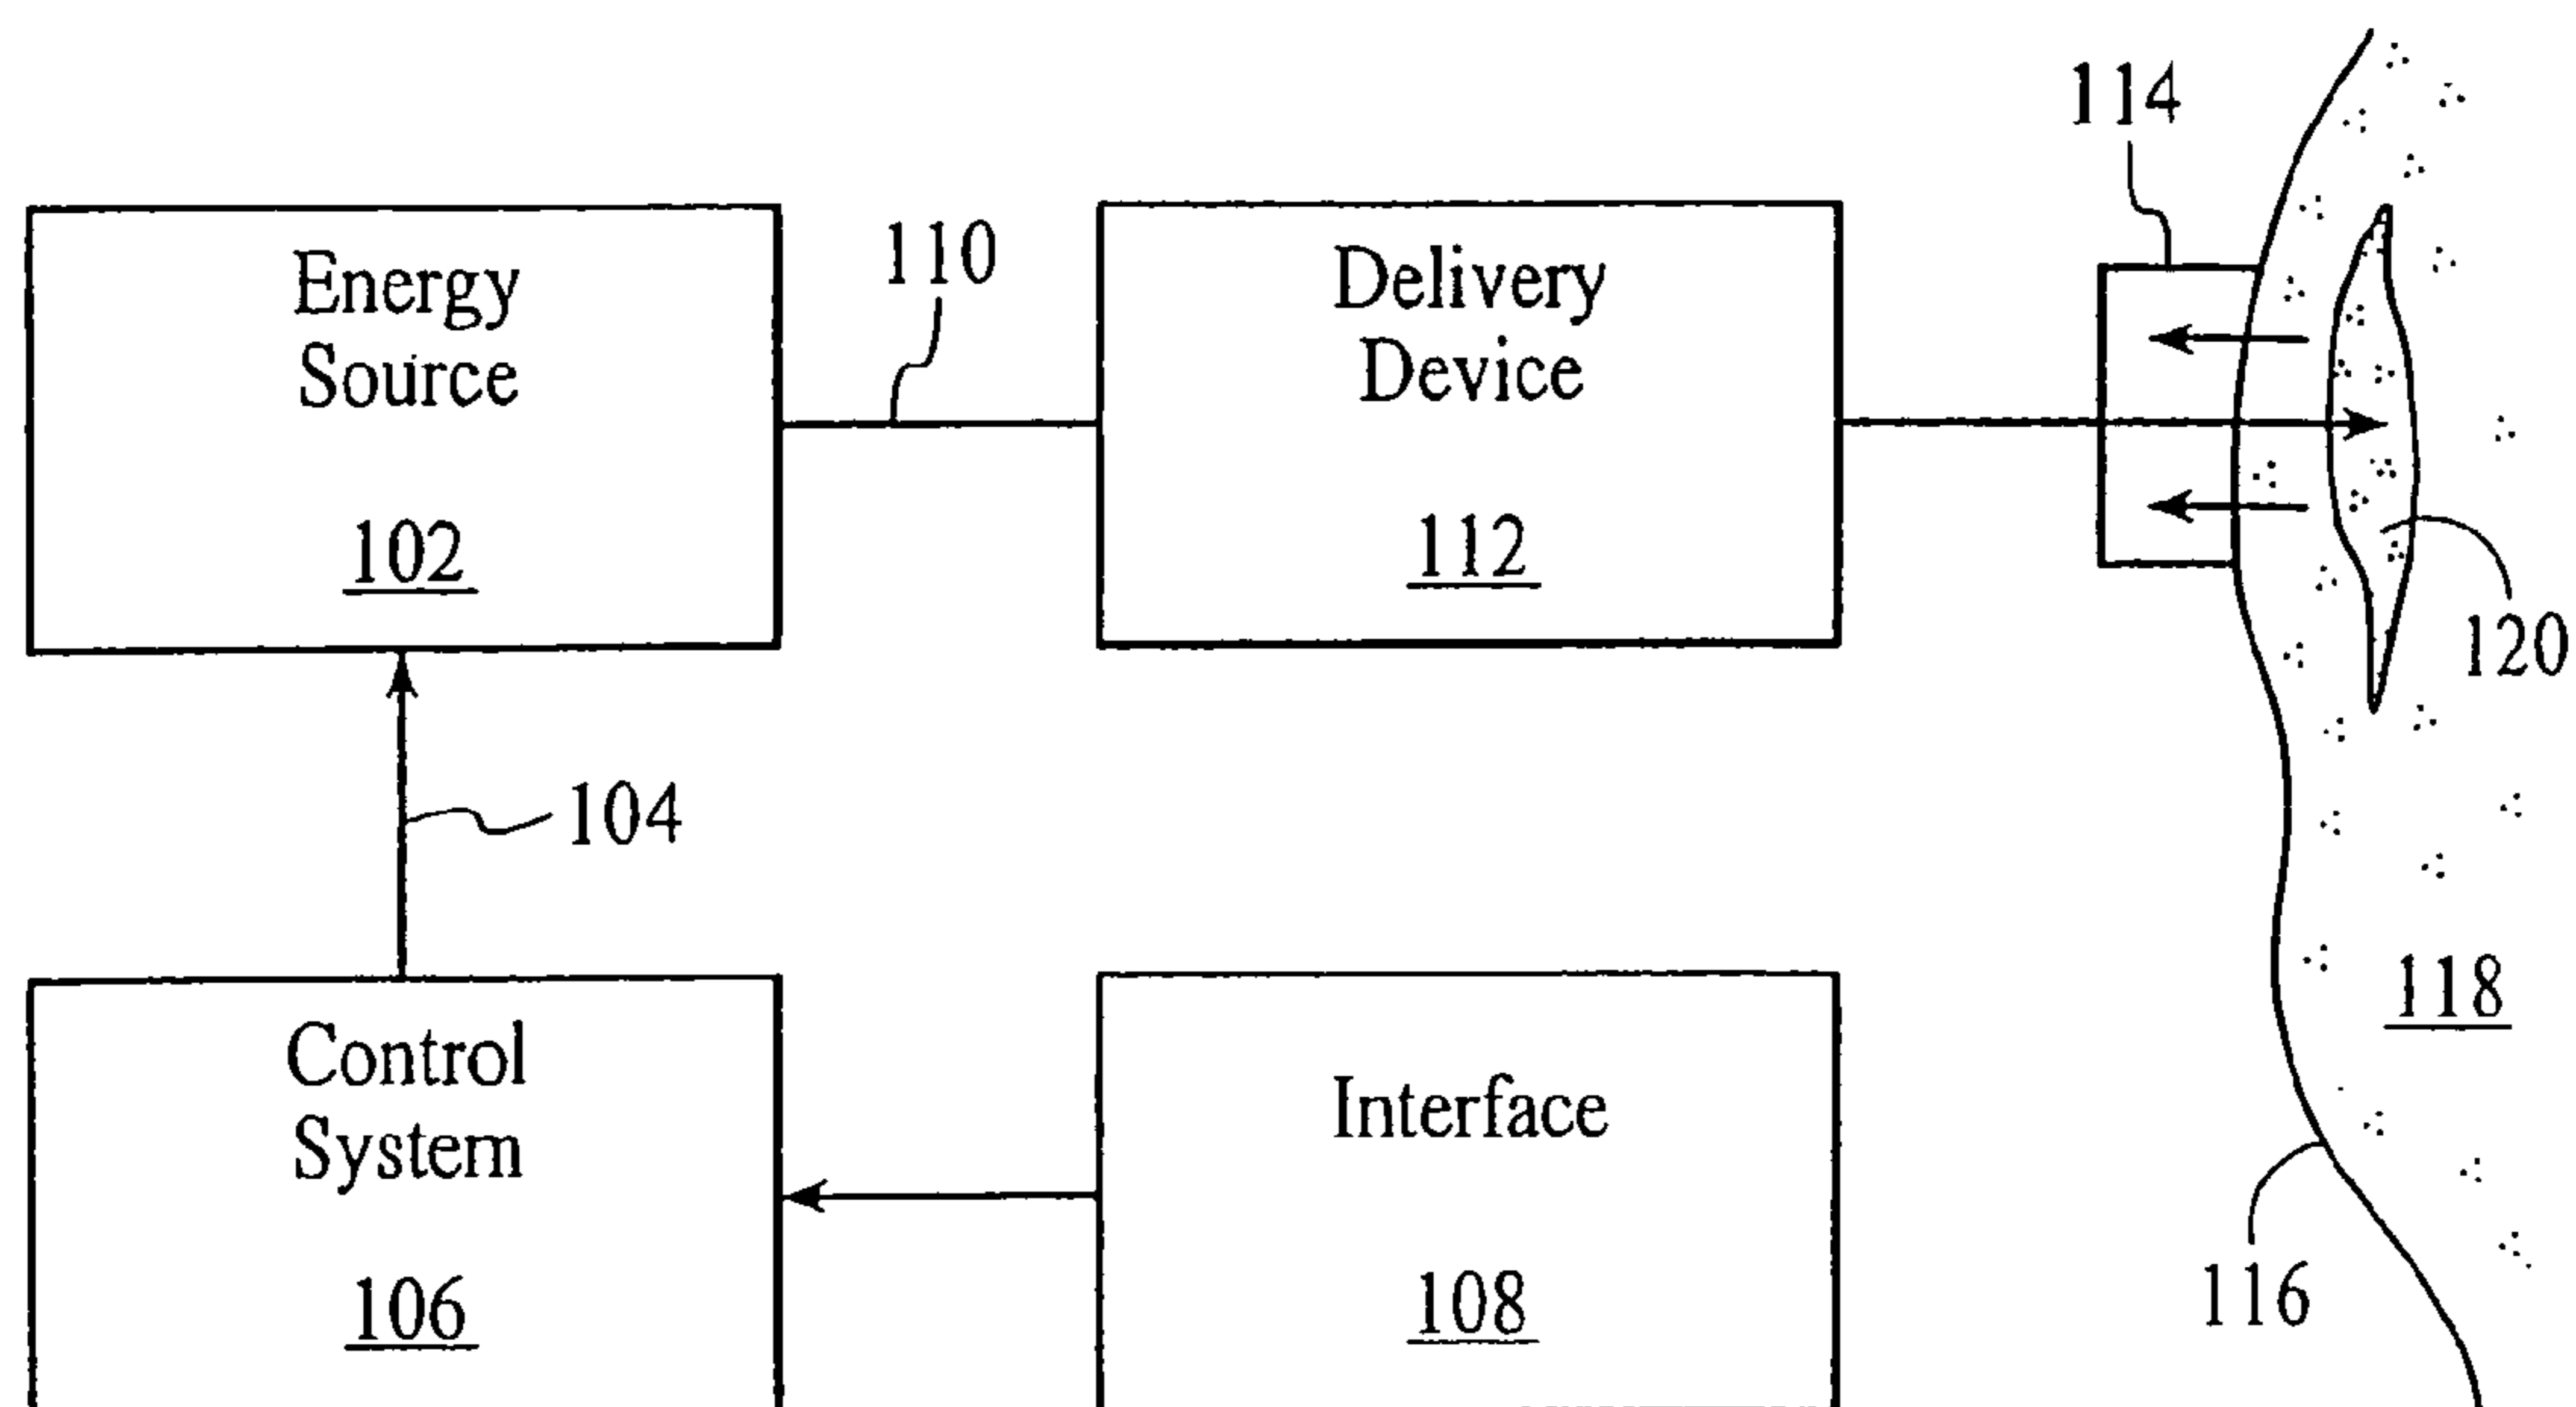 114
Energy
Source
102
110
Delivery
Device
112
120
104
Control
System
106
Interface
108
118
116